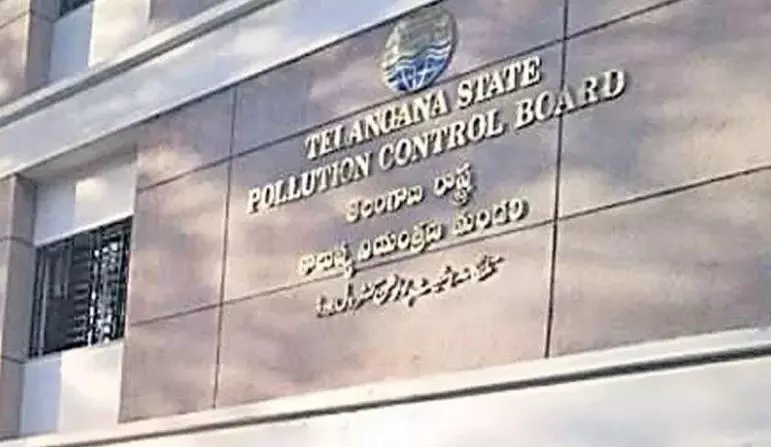 TELANGANA STATE
POLLUTION CONTROL BOARD
తెలంగాణ రాష్ట్ర
కాలుష్య నియంత్రణ మండలి